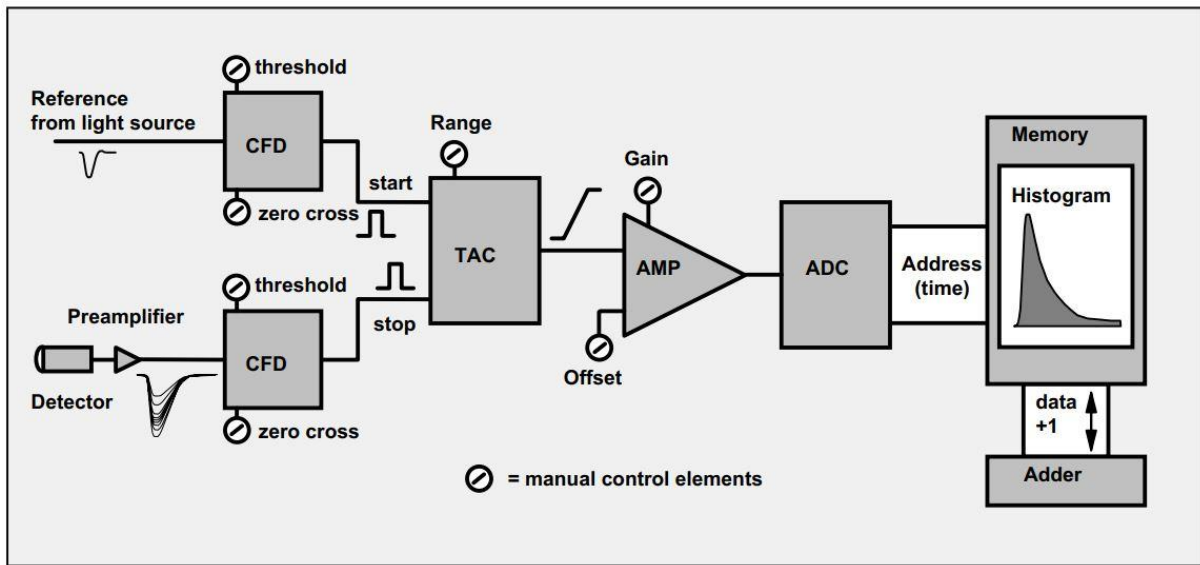 threshold
Reference
from light source
CFD
zero cross
start
Range
TAC
Gain
AMP
Offset
ADC
Address
(time)
Memory
Histogram
threshold
Preamplifier
CFD
stop
Detector
zero cross
data
+1
Adder
= manual control elements